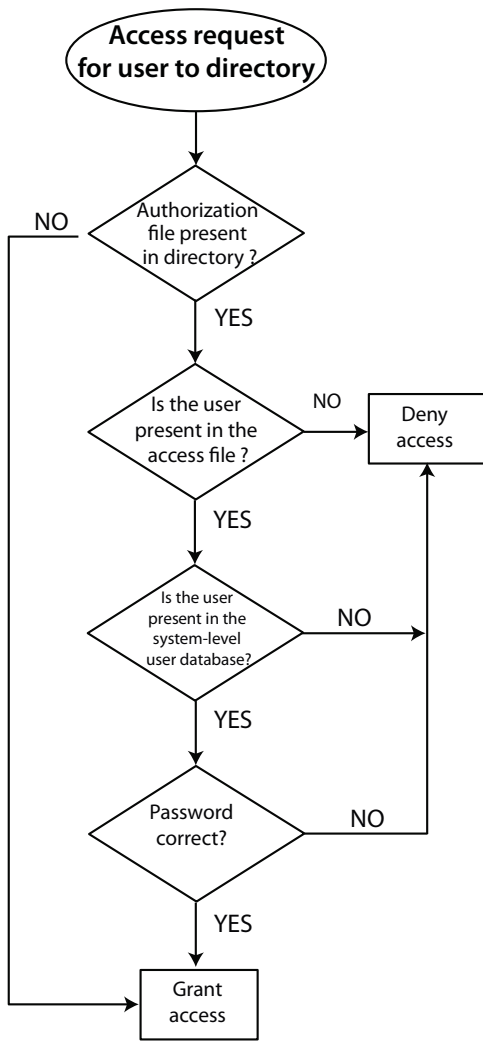 Access request
for user to directory
NO
Authorization
file present
in directory ?
YES
Is the user
present in the
access file ?
NO
Deny
access
YES
Is the user
present in the
system-level
user database?
NO
YES
Password
correct?
NO
YES
Grant
access